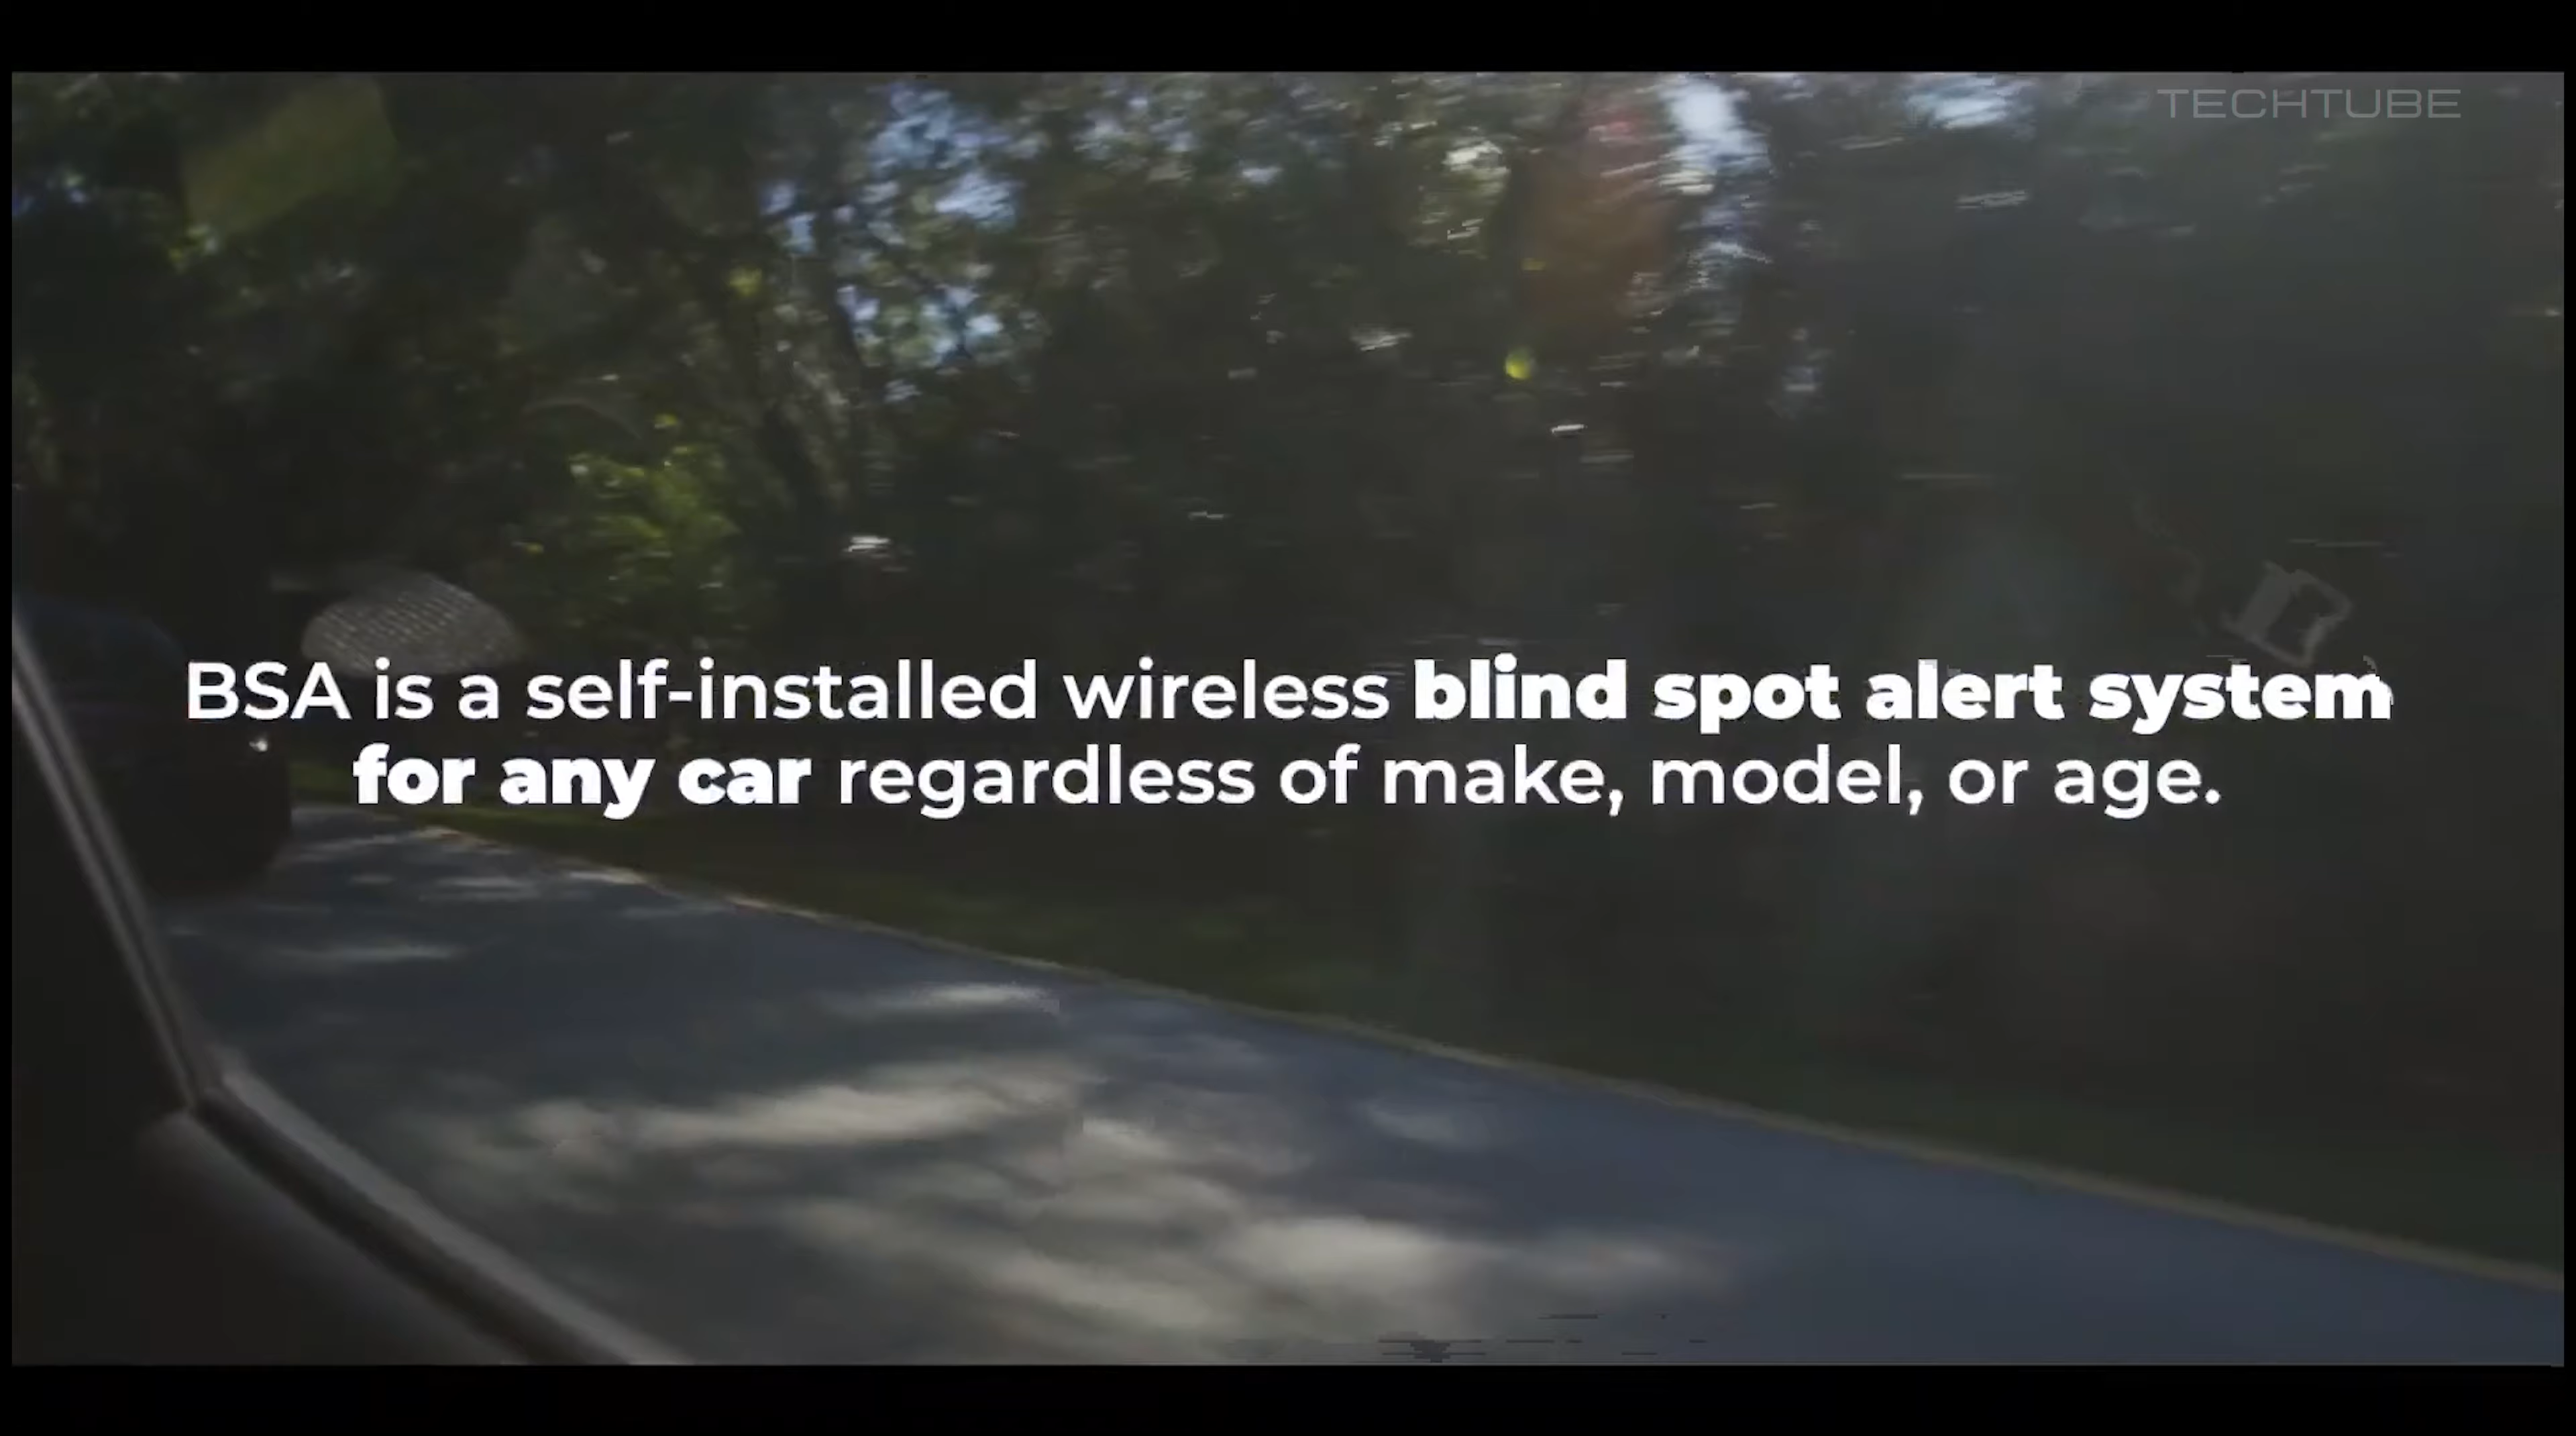 TECHTUBE
BSA is a self-installed wireless blind spot alert system
for any car regardless of make, model, or age.